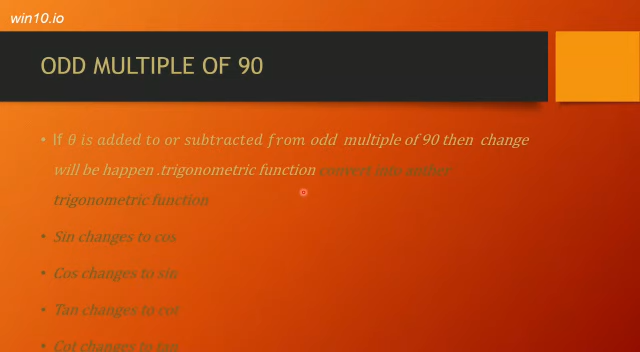 win10.io
ODD MULTIPLE OF 90
• If θ is added to or subtracted from odd multiple of 90 then change
will be happen .trigonometric function convert into anther
trigonometric function
• Sin changes to cos
• Cos changes to sin
• Tan changes to cot
• Cot changes to tan